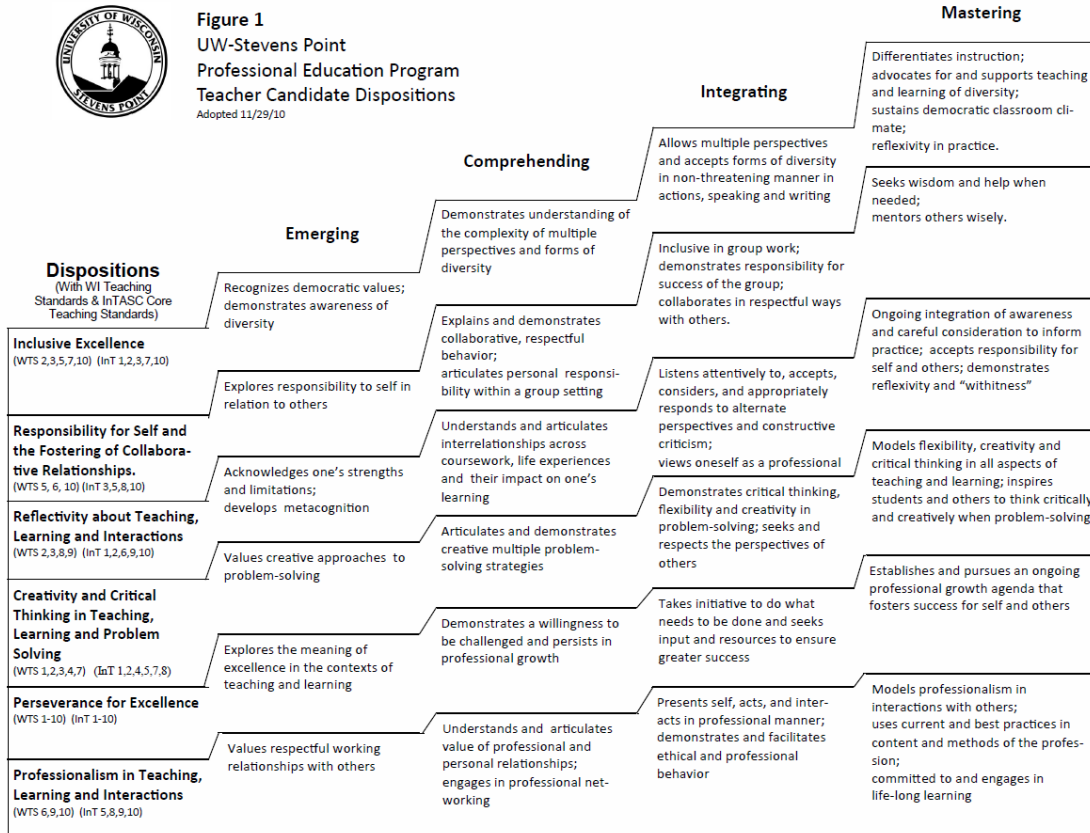 UNIVERSITY OF WISCONSIN
STEVENS POINT
Figure 1
UW-Stevens Point
Professional Education Program
Teacher Candidate Dispositions
Adopted 11/29/10
Dispositions
(With WI Teaching
Standards & InTASC Core
Teaching Standards)
Emerging
Comprehending
Integrating
Mastering
Inclusive Excellence
(WTS 2,3,5,7,10) (InT 1,2,3,7,10)
Recognizes democratic values;
demonstrates awareness of
diversity
Demonstrates understanding of
the complexity of multiple
perspectives and forms of
diversity
Allows multiple perspectives
and accepts forms of diversity
in non-threatening manner in
actions, speaking and writing
Differentiates instruction;
advocates for and supports teaching
and learning of diversity;
sustains democratic classroom cli-
mate;
reflexivity in practice.
Responsibility for Self and
the Fostering of Collabora-
tive Relationships.
(WTS 5, 6, 10) (InT 3,5,8,10)
Explores responsibility to self in
relation to others
Explains and demonstrates
collaborative, respectful
behavior;
articulates personal responsi-
bility within a group setting
Inclusive in group work;
demonstrates responsibility for
success of the group;
collaborates in respectful ways
with others.
Seeks wisdom and help when
needed;
mentors others wisely.
Reflectivity about Teaching,
Learning and Interactions
(WTS 2,3,8,9) (InT 1,2,6,9,10)
Acknowledges one's strengths
and limitations;
develops metacognition
Understands and articulates
interrelationships across
coursework, life experiences
and their impact on one's
learning
Listens attentively to, accepts,
considers, and appropriately
responds to alternate
perspectives and constructive
criticism;
views oneself as a professional
Ongoing integration of awareness
and careful consideration to inform
practice; accepts responsibility for
self and others; demonstrates
reflexivity and "withitness"
Creativity and Critical
Thinking in Teaching,
Learning and Problem
Solving
(WTS 1,2,3,4,7) (InT 1,2,4,5,7,8)
Values creative approaches to
problem-solving
Articulates and demonstrates
creative multiple problem-
solving strategies
Demonstrates critical thinking,
flexibility and creativity in
problem-solving; seeks and
respects the perspectives of
others
Models flexibility, creativity and
critical thinking in all aspects of
teaching and learning; inspires
students and others to think critically
and creatively when problem-solving
Perseverance for Excellence
(WTS 1-10) (InT 1-10)
Explores the meaning of
excellence in the contexts of
teaching and learning
Demonstrates a willingness to
be challenged and persists in
professional growth
Takes initiative to do what
needs to be done and seeks
input and resources to ensure
greater success
Establishes and pursues an ongoing
professional growth agenda that
fosters success for self and others
Professionalism in Teaching,
Learning and Interactions
(WTS 6,9,10) (InT 5,8,9,10)
Values respectful working
relationships with others
Understands and articulates
value of professional and
personal relationships;
engages in professional net-
working
Presents self, acts, and inter-
acts in professional manner;
demonstrates and facilitates
ethical and professional
behavior
Models professionalism in
interactions with others;
uses current and best practices in
content and methods of the profes-
sion;
committed to and engages in
life-long learning